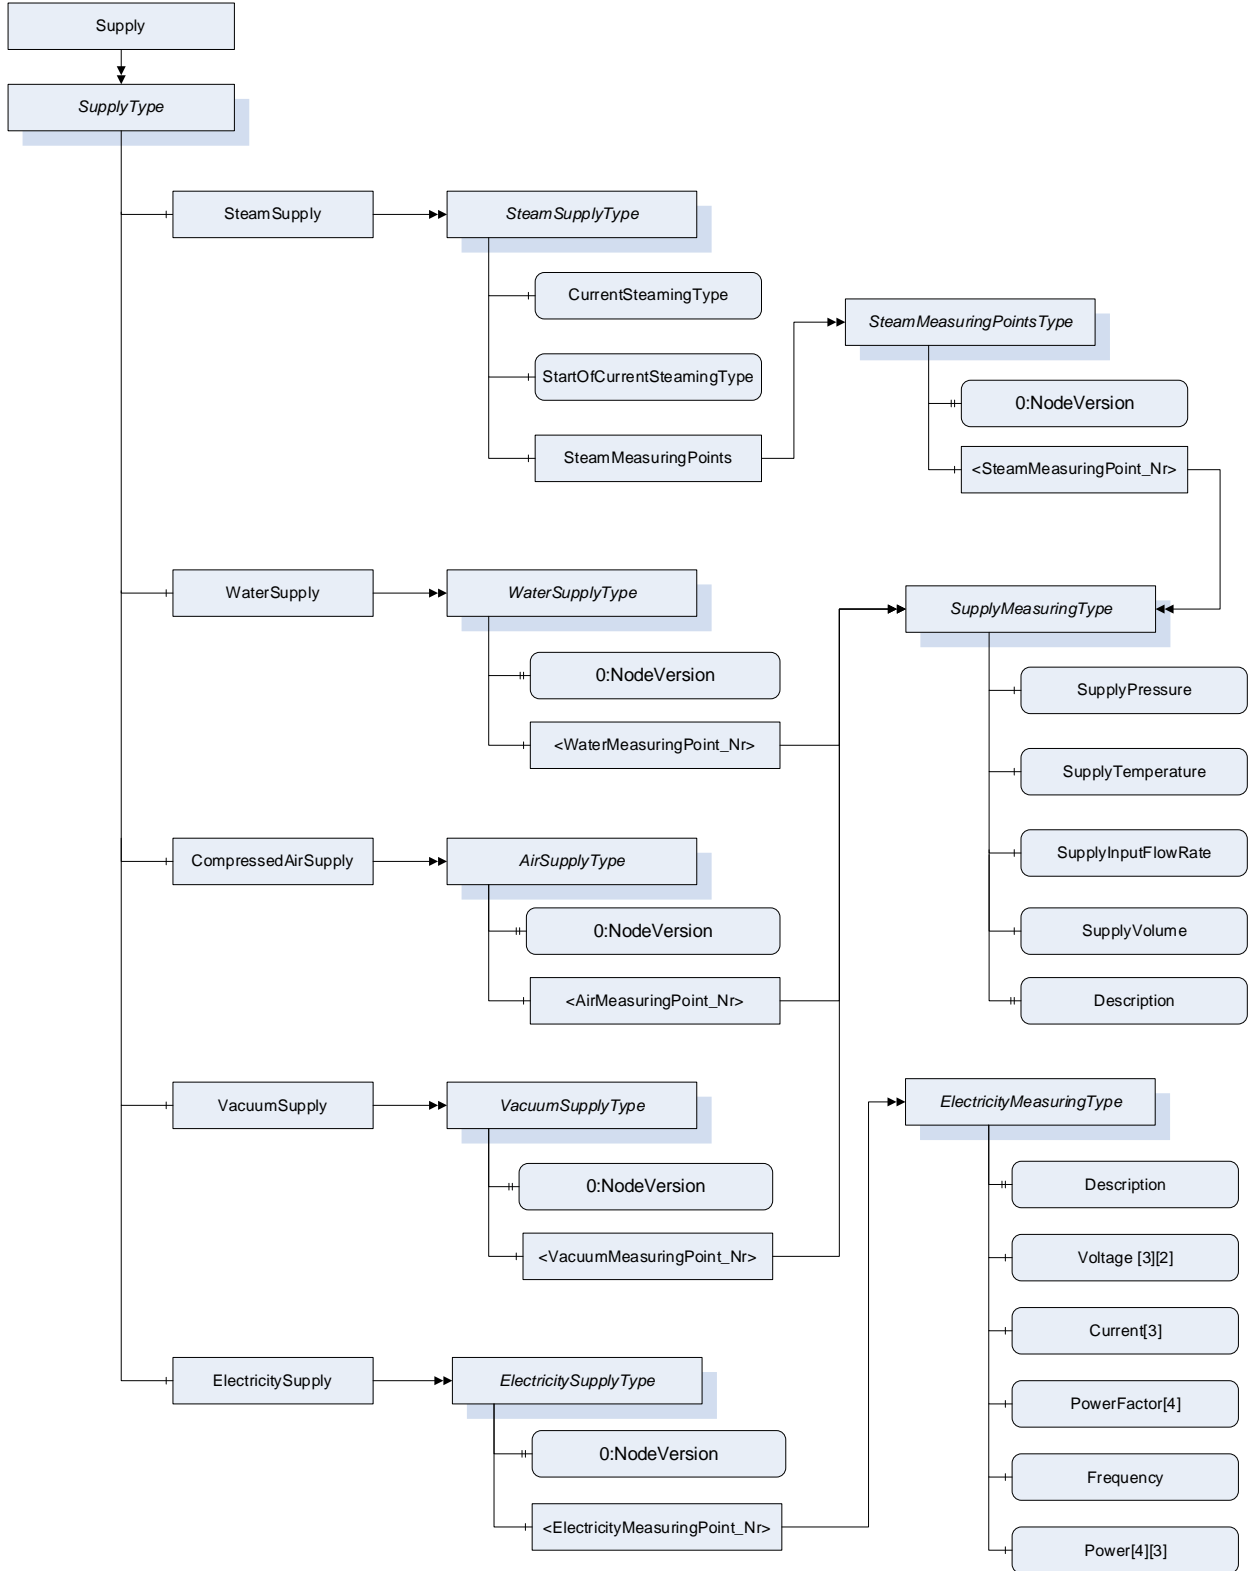 Supply
SupplyType
SteamSupply
SteamSupplyType
CurrentSteamingType
StartOfCurrentSteamingType
SteamMeasuringPoints
SteamMeasuringPointsType
0:NodeVersion
<SteamMeasuringPoint_Nr>
WaterSupply
WaterSupplyType
0:NodeVersion
<WaterMeasuringPoint_Nr>
SupplyMeasuringType
SupplyPressure
SupplyTemperature
SupplyInputFlowRate
SupplyVolume
Description
CompressedAirSupply
AirSupplyType
0:NodeVersion
<AirMeasuringPoint_Nr>
VacuumSupply
VacuumSupplyType
0:NodeVersion
<VacuumMeasuringPoint_Nr>
ElectricityMeasuringType
Description
Voltage [3][2]
Current[3]
PowerFactor[4]
Frequency
Power[4][3]
ElectricitySupply
ElectricitySupplyType
0:NodeVersion
<ElectricityMeasuringPoint_Nr>